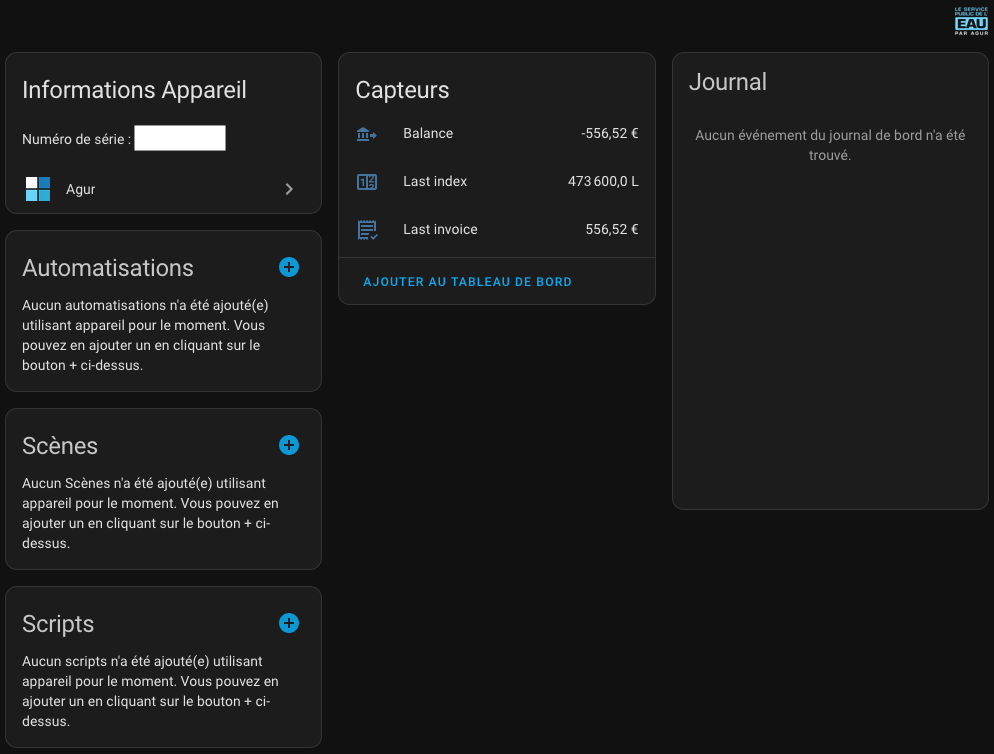 LE SERVICE
PUBLIC DE L'
EAU
PAR AGUR
Informations Appareil
Numéro de série :
Agur
Automatisations
Aucun automatisations n'a été ajouté(e)
utilisant appareil pour le moment. Vous
pouvez en ajouter un en cliquant sur le
bouton + ci-dessus.
Scènes
Aucun Scènes n'a été ajouté(e) utilisant
appareil pour le moment. Vous pouvez en
ajouter un en cliquant sur le bouton + ci-
dessus.
Scripts
Aucun scripts n'a été ajouté(e) utilisant
appareil pour le moment. Vous pouvez en
ajouter un en cliquant sur le bouton + ci-
dessus.
Capteurs
Balance -556,52 €
Last index 473 600,0 L
Last invoice 556,52 €
AJOUTER AU TABLEAU DE BORD
Journal
Aucun événement du journal de bord n'a été
trouvé.